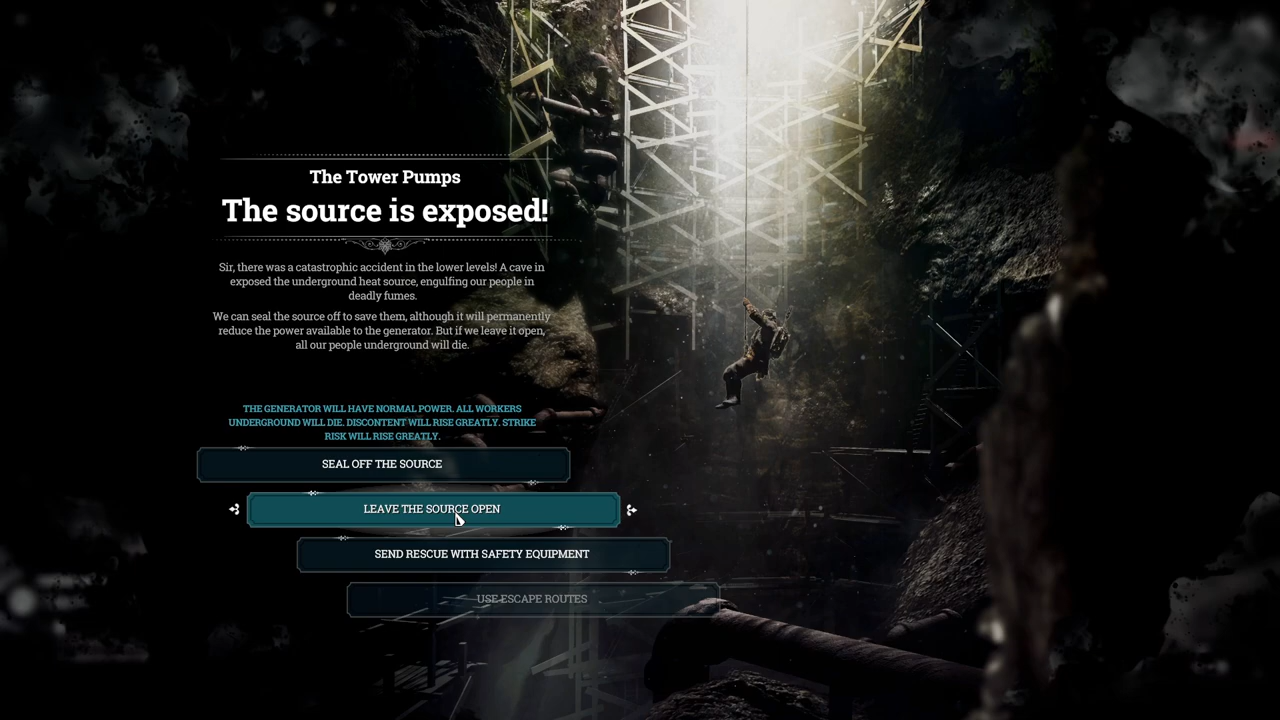 The Tower Pumps
The source is exposed!
Sir, there was a catastrophic accident in the lower levels! A cave in
exposed the underground heat source, engulfing our people in
deadly fumes.
We can seal the source off to save them, although it will permanently
reduce the power available to the generator. But if we leave it open,
all our people underground will die.
THE GENERATOR WILL HAVE NORMAL POWER. ALL WORKERS
UNDERGROUND WILL DIE. DISCONTENT WILL RISE GREATLY. STRIKE
RISK WILL RISE GREATLY.
SEAL OFF THE SOURCE
LEAVE THE SOURCE OPEN
SEND RESCUE WITH SAFETY EQUIPMENT
USE ESCAPE ROUTES